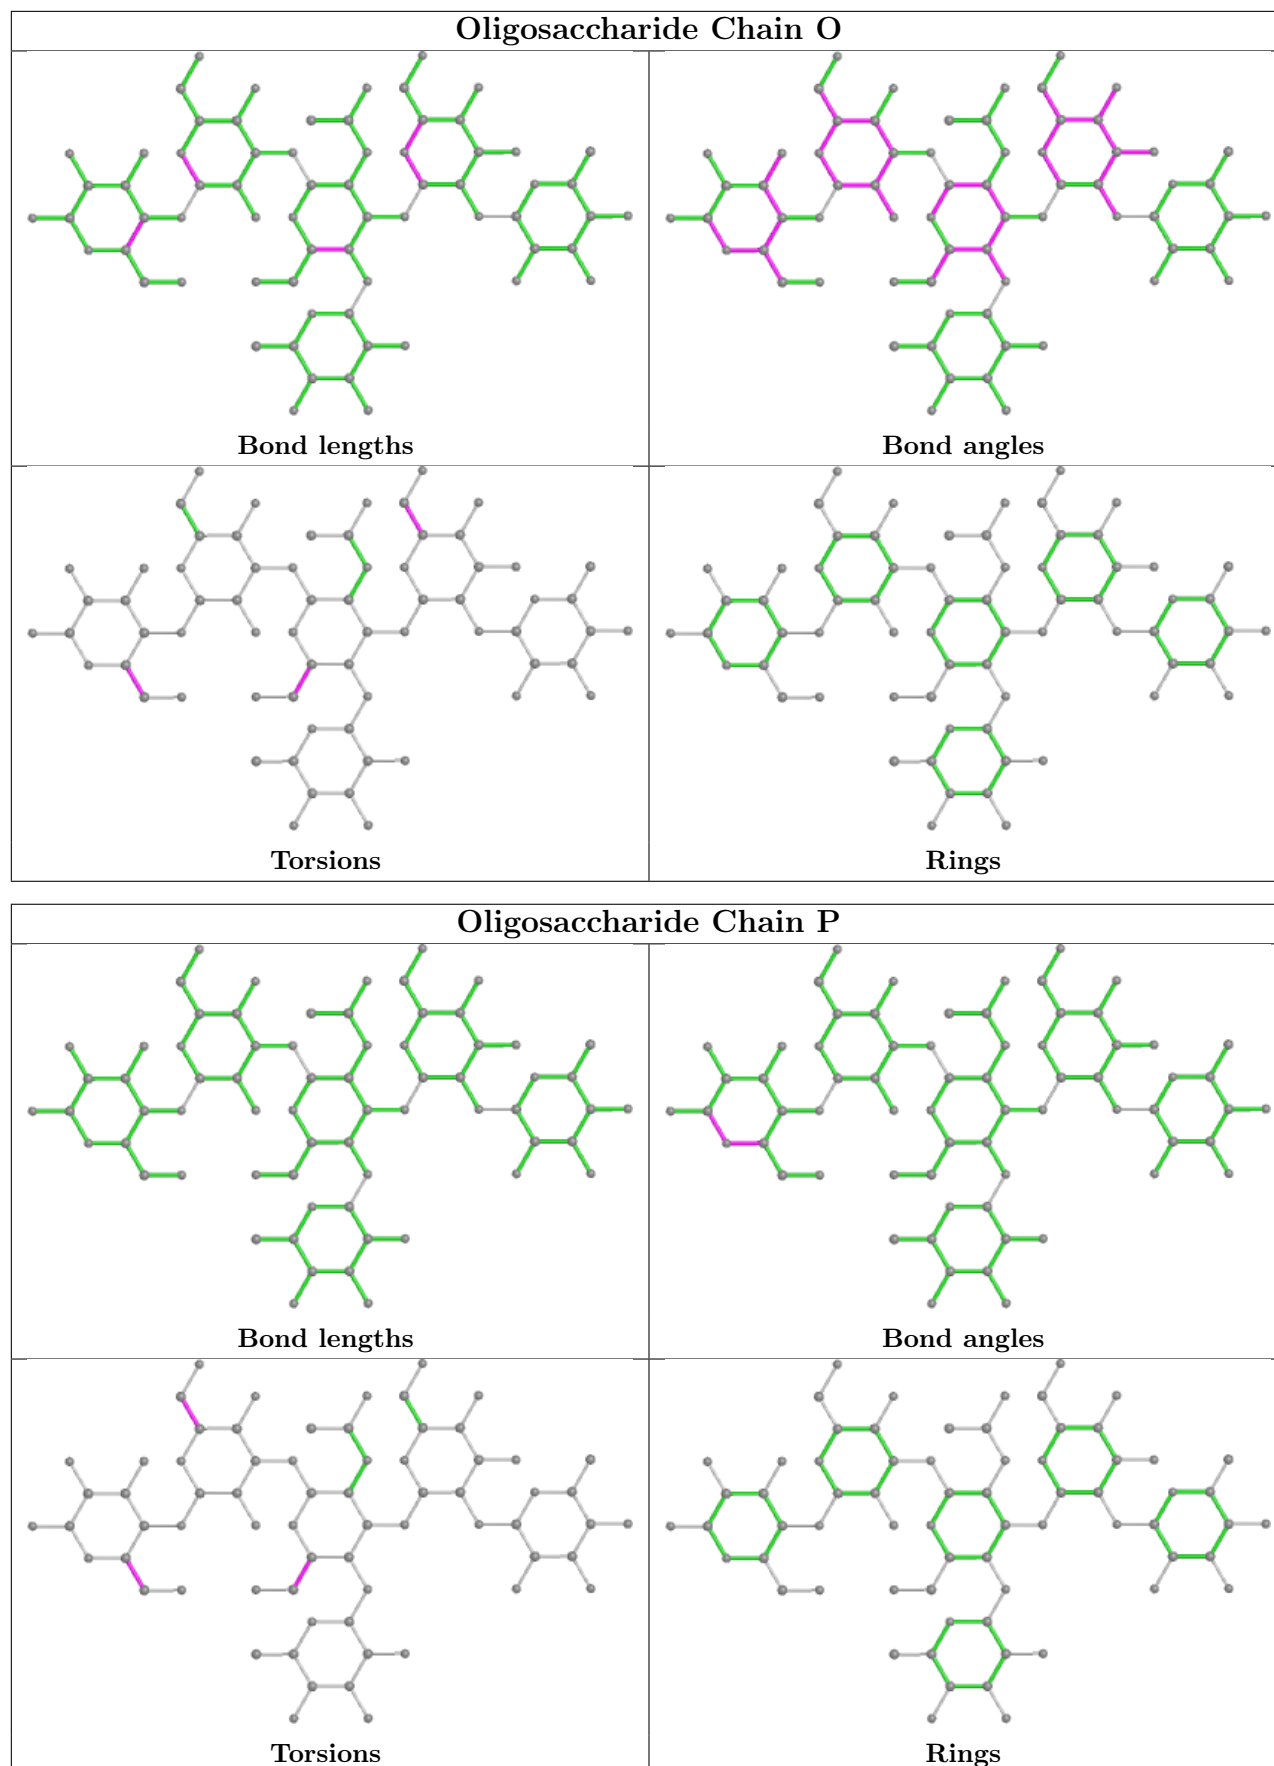 Oligosaccharide Chain O
Bond lengths
Bond angles
Torsions
Rings
Oligosaccharide Chain P
Bond lengths
Bond angles
Torsions
Rings